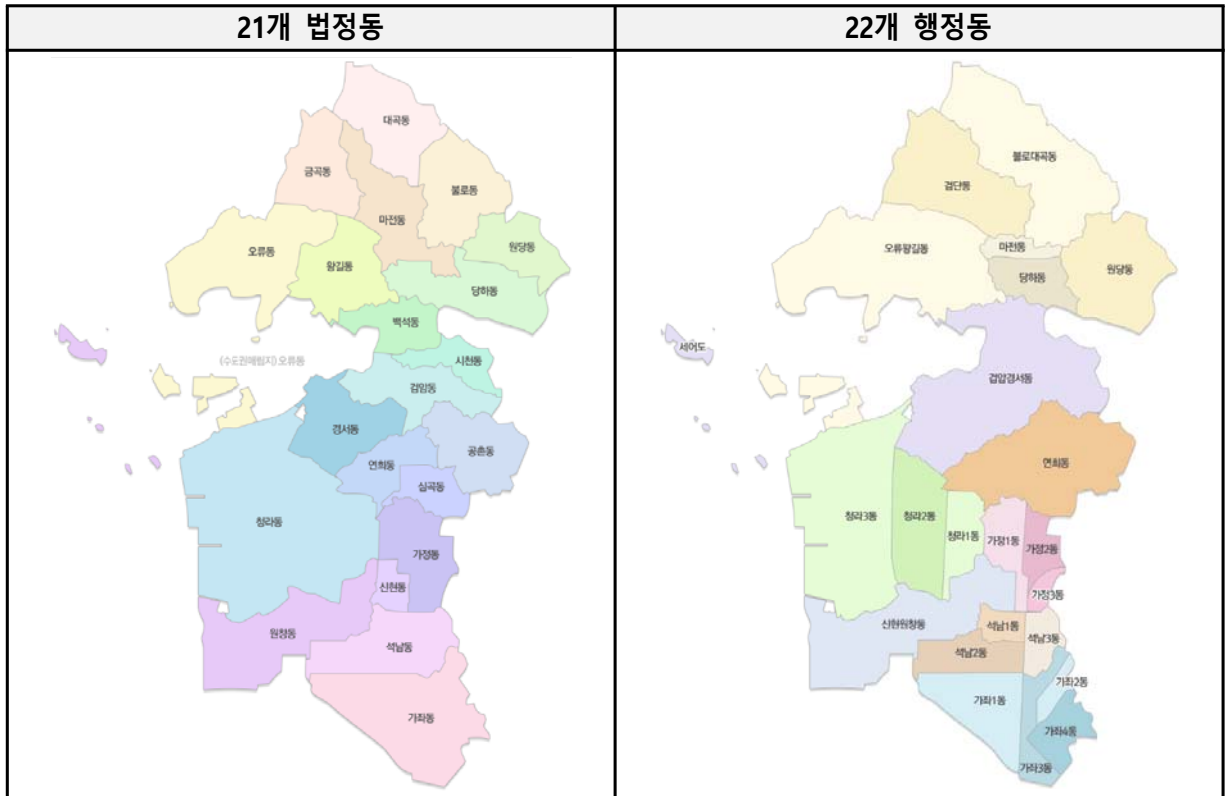 21개 법정동
대곡동
금곡동
불로동
마전동
원당동
오류동
왕길동
당하동
백석동
(수도권매립지) 오류동
시천동
검암동
경서동
공촌동
연희동
심곡동
청라동
가정동
신현동
원창동
석남동
가좌동
22개 행정동
불로대곡동
검단동
마전동
오류왕길동
원당동
당하동
세어도
검암경서동
연희동
청라3동
청라2동
청라1동
가정1동
가정2동
가정3동
신현원창동
석남1동
석남3동
석남2동
가좌2동
가좌1동
가좌4동
가좌3동